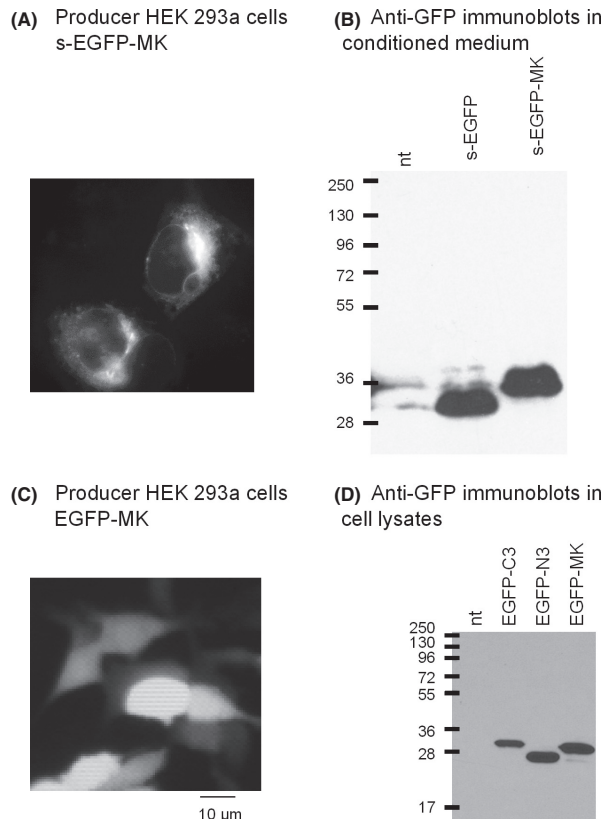 (A) Producer HEK 293a cells
s-EGFP-MK
(B) Anti-GFP immunoblots in
conditioned medium
nt
s-EGFP
s-EGFP-MK
250
130
96
72
55
36
28
(C) Producer HEK 293a cells
EGFP-MK
10 µm
(D) Anti-GFP immunoblots in
cell lysates
nt
EGFP-C3
EGFP-N3
EGFP-MK
250
130
96
72
55
36
28
17